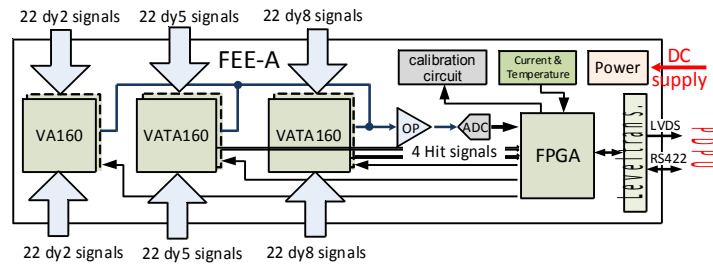 22 dy2 signals
22 dy5 signals
22 dy8 signals
FEE-A
calibration
circuit
Current &
Temperature
Power
DC
supply
VA160
VATA160
VATA160
OP
ADC
4 Hit signals
FPGA
Level trans.
LVDS
RS422
22 dy2 signals
22 dy5 signals
22 dy8 signals